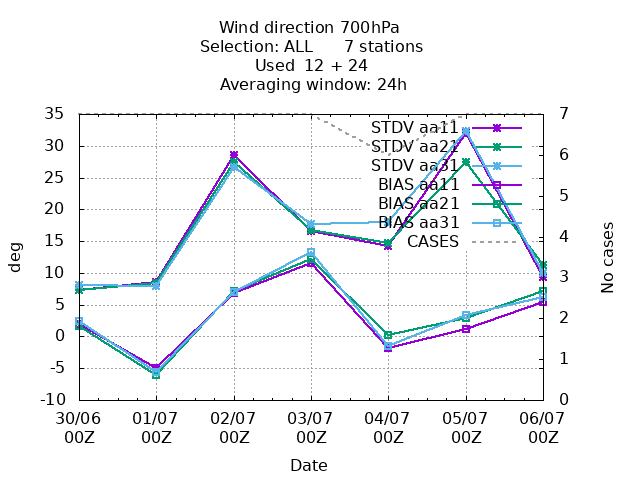 Wind direction 700hPa
Selection: ALL 7 stations
Used 12 + 24
Averaging window: 24h
35
30
25
20
15
10
5
0
-5
-10
deg
7
6
5
4
3
2
1
0
No cases
STDV aa11
STDV aa21
STDV aa31
BIAS aa11
BIAS aa21
BIAS aa31
CASES
30/06 01/07 02/07 03/07 04/07 05/07 06/07
00Z 00Z 00Z 00Z 00Z 00Z 00Z
Date